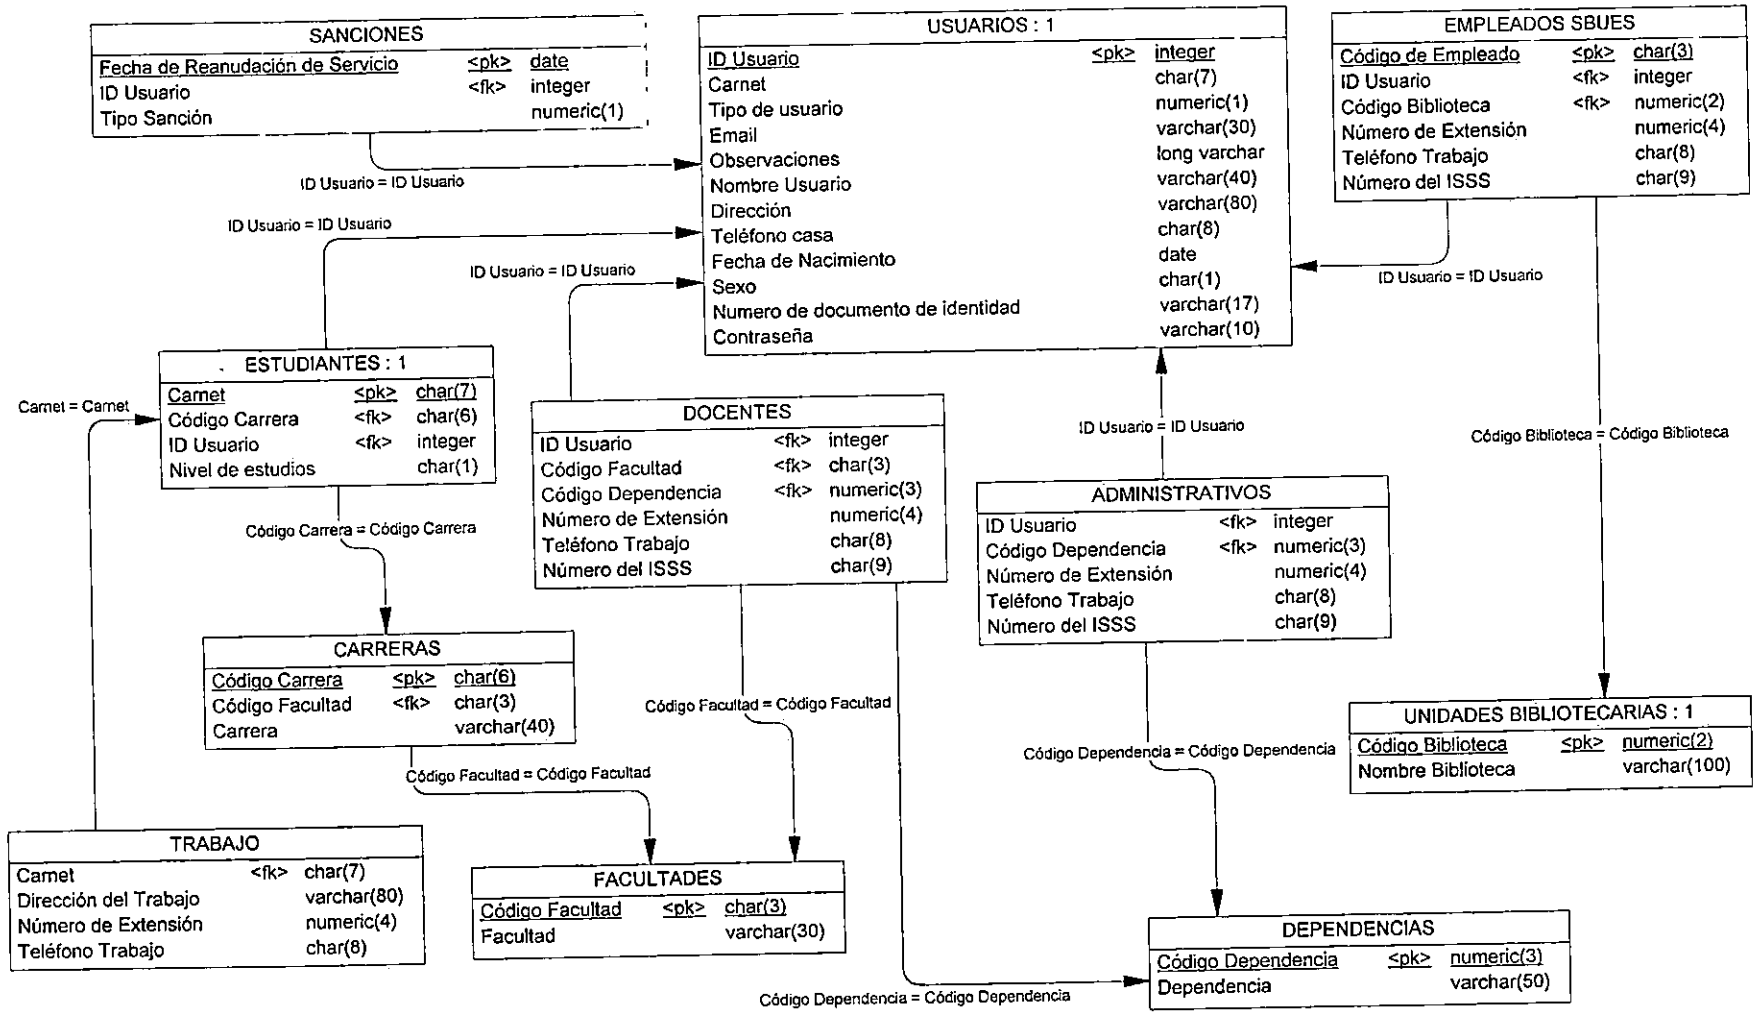 SANCIONES
Fecha de Reanudación de Servicio <pk> date
ID Usuario <fk> integer
Tipo Sanción numeric(1)
USUARIOS : 1
ID Usuario <pk> integer
Carnet char(7)
Tipo de usuario numeric(1)
Email varchar(30)
Observaciones long varchar
Nombre Usuario varchar(40)
Dirección varchar(80)
Teléfono casa char(8)
Fecha de Nacimiento date
Sexo char(1)
Numero de documento de identidad varchar(17)
Contraseña varchar(10)
EMPLEADOS SBUES
Código de Empleado <pk> char(3)
ID Usuario <fk> integer
Código Biblioteca <fk> numeric(2)
Número de Extensión numeric(4)
Teléfono Trabajo char(8)
Número del ISSS char(9)
ID Usuario = ID Usuario
ID Usuario = ID Usuario
ID Usuario = ID Usuario
ID Usuario = ID Usuario
ESTUDIANTES : 1
Carnet <pk> char(7)
Código Carrera <fk> char(6)
ID Usuario <fk> integer
Nivel de estudios char(1)
Carnet = Carnet
DOCENTES
ID Usuario <fk> integer
Código Facultad <fk> char(3)
Código Dependencia <fk> numeric(3)
Número de Extensión numeric(4)
Teléfono Trabajo char(8)
Número del ISSS char(9)
ID Usuario = ID Usuario
Código Biblioteca = Código Biblioteca
ADMINISTRATIVOS
ID Usuario <fk> integer
Código Dependencia <fk> numeric(3)
Número de Extensión numeric(4)
Teléfono Trabajo char(8)
Número del ISSS char(9)
Código Carrera = Código Carrera
CARRERAS
Código Carrera <pk> char(6)
Código Facultad <fk> char(3)
Carrera varchar(40)
Código Facultad = Código Facultad
Código Dependencia = Código Dependencia
UNIDADES BIBLIOTECARIAS : 1
Código Biblioteca <pk> numeric(2)
Nombre Biblioteca varchar(100)
Código Facultad = Código Facultad
TRABAJO
Carnet <fk> char(7)
Dirección del Trabajo varchar(80)
Número de Extensión numeric(4)
Teléfono Trabajo char(8)
FACULTADES
Código Facultad <pk> char(3)
Facultad varchar(30)
DEPENDENCIAS
Código Dependencia <pk> numeric(3)
Dependencia varchar(50)
Código Dependencia = Código Dependencia